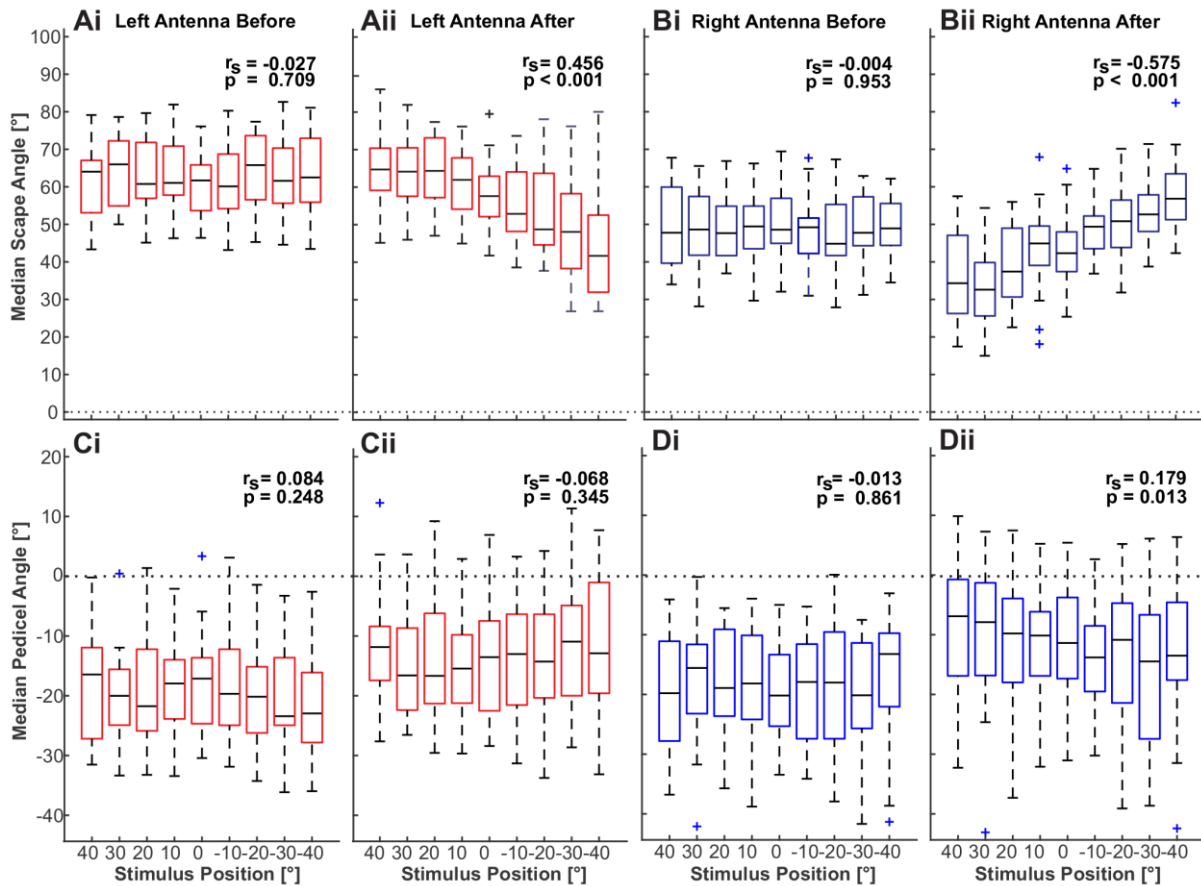 Ai Left Antenna Before
Aii Left Antenna After
Bi Right Antenna Before
Bii Right Antenna After
rs = -0.027
p = 0.709
rs = 0.456
p < 0.001
rs = -0.004
p = 0.953
rs = -0.575
p < 0.001
Median Scape Angle [°]
100
90
80
70
60
50
40
30
20
10
0
Ci
Cii
Di
Dii
rs = 0.084
p = 0.248
rs = -0.068
p = 0.345
rs = -0.013
p = 0.861
rs = 0.179
p = 0.013
Median Pedicel Angle [°]
20
10
0
-10
-20
-30
-40
40 30 20 10 0 -10 -20 -30 -40
40 30 20 10 0 -10 -20 -30 -40
40 30 20 10 0 -10 -20 -30 -40
40 30 20 10 0 -10 -20 -30 -40
Stimulus Position [°]
Stimulus Position [°]
Stimulus Position [°]
Stimulus Position [°]